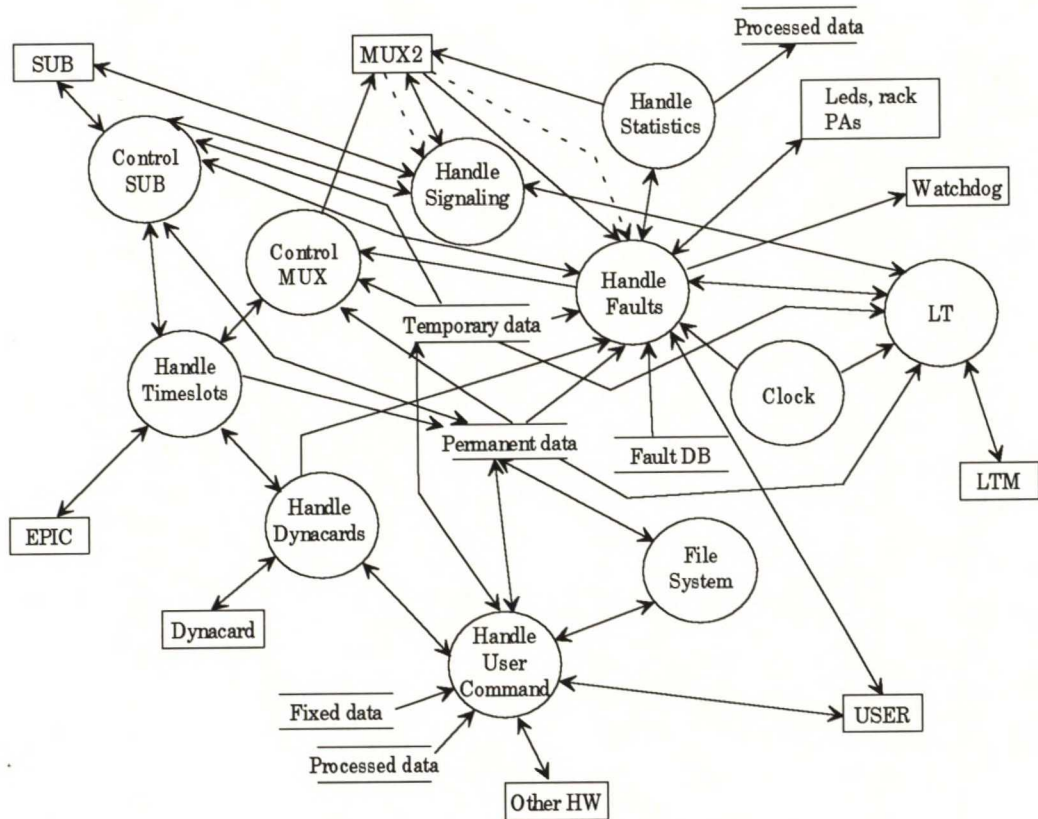 Processed data
SUB
MUX2
Handle
Statistics
Leds, rack
PAs
Control
SUB
Handle
Signaling
Watchdog
Control
MUX
Handle
Faults
LT
Temporary data
Handle
Timeslots
Clock
Permanent data
Fault DB
LTM
EPIC
Handle
Dynacards
File
System
Dynacard
Handle
User
Command
Fixed data
USER
Processed data
Other HW